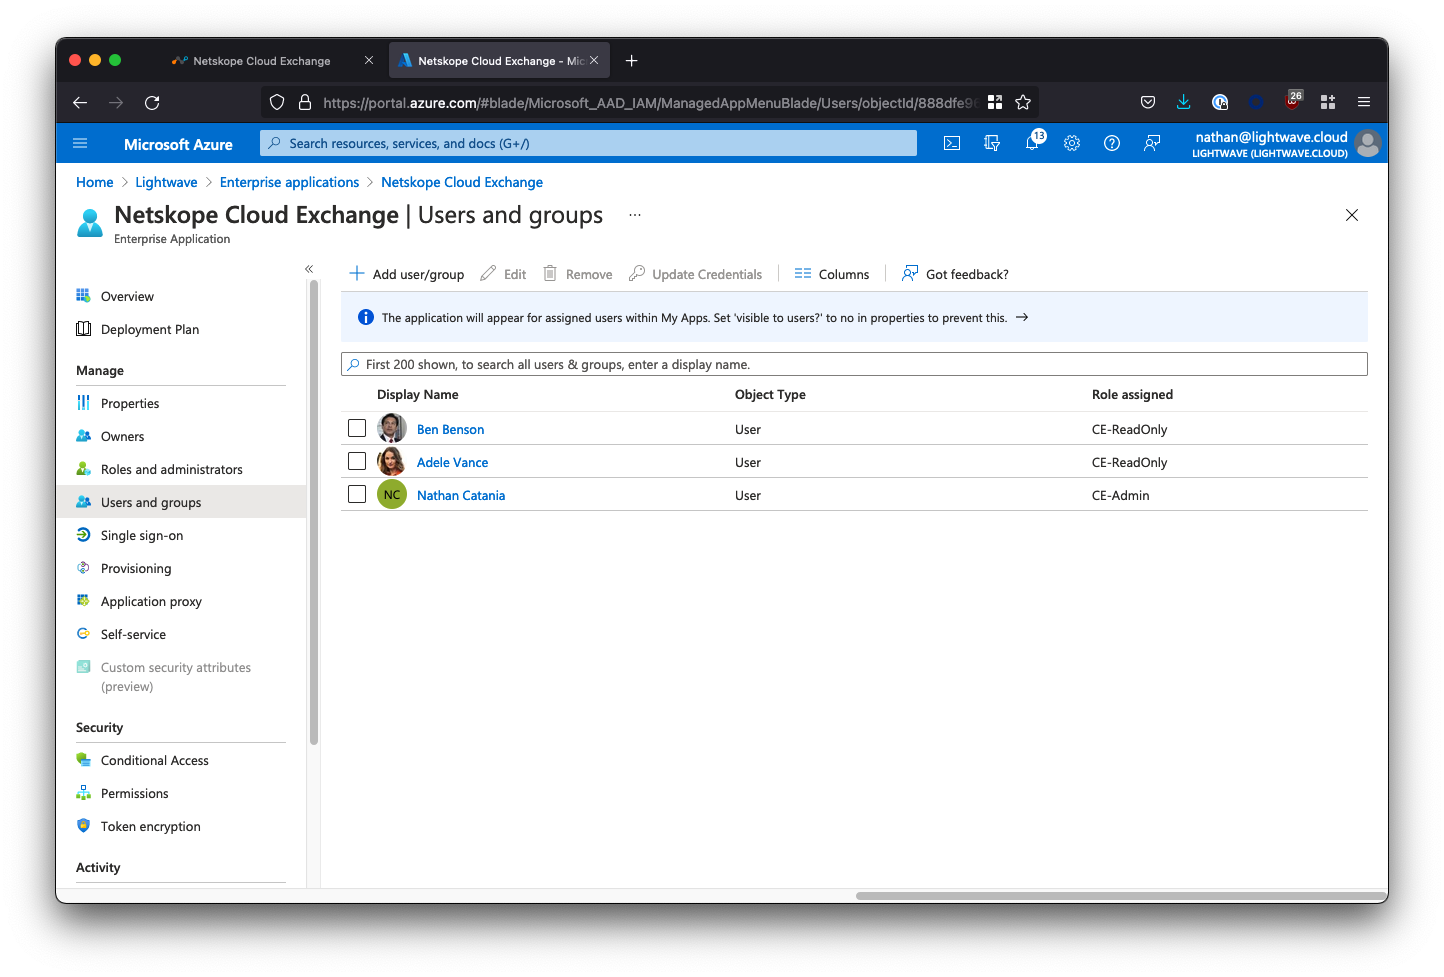 Netskope Cloud Exchange
Netskope Cloud Exchange - Mic
https://portal.azure.com/#blade/Microsoft_AAD_IAM/ManagedAppMenuBlade/Users/objectId/888dfe96
26
Microsoft Azure
Search resources, services, and docs (G+/)
13
nathan@lightwave.cloud
LIGHTWAVE (LIGHTWAVE.CLOUD)
Home > Lightwave > Enterprise applications > Netskope Cloud Exchange
Netskope Cloud Exchange | Users and groups ...
Enterprise Application
«
Overview
Deployment Plan
Manage
Properties
Owners
Roles and administrators
Users and groups
Single sign-on
Provisioning
Application proxy
Self-service
Custom security attributes
(preview)
Security
Conditional Access
Permissions
Token encryption
Activity
Add user/group Edit Remove Update Credentials Columns Got feedback?
The application will appear for assigned users within My Apps. Set 'visible to users?' to no in properties to prevent this. →
First 200 shown, to search all users & groups, enter a display name.
Display Name Object Type Role assigned
Ben Benson User CE-ReadOnly
Adele Vance User CE-ReadOnly
NC Nathan Catania User CE-Admin